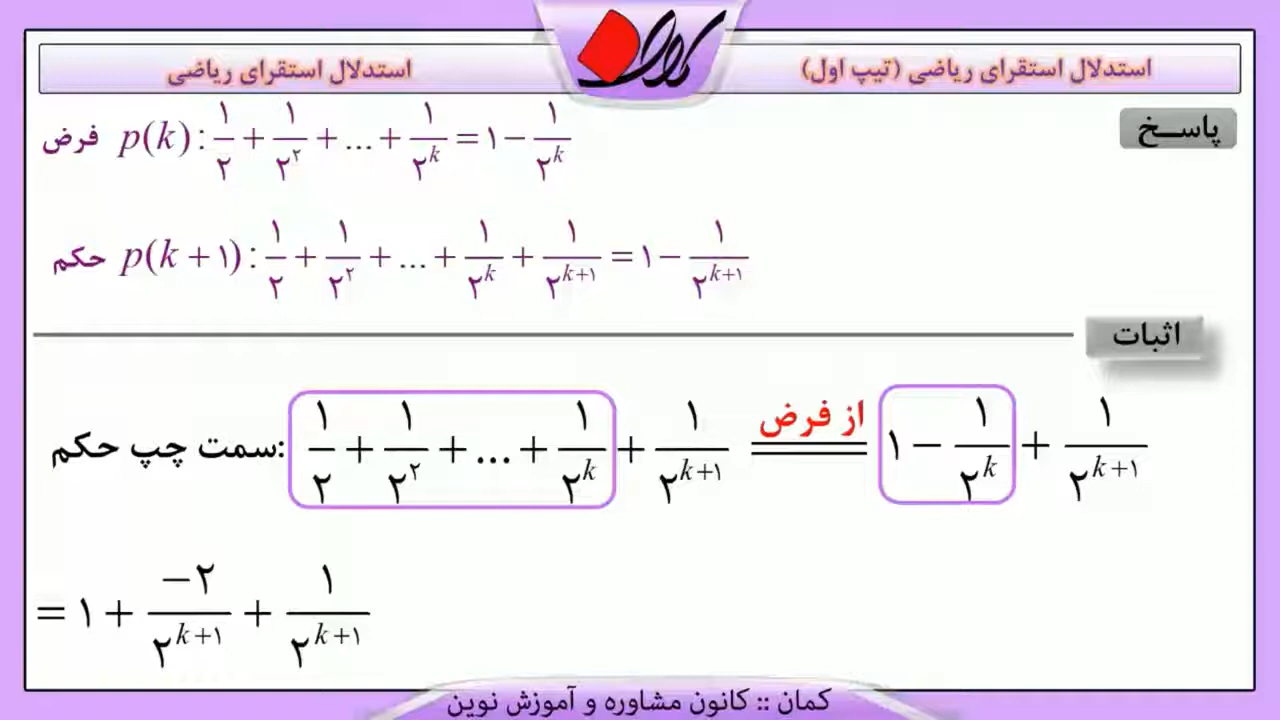 استدلال استقرای ریاضی (تیپ اول)
کمان
استدلال استقرای ریاضی
پاسـخ
فرض p(k): ۱/۲ + ۱/۲^۲ + ... + ۱/۲^k = ۱ − ۱/۲^k
حکم p(k+۱): ۱/۲ + ۱/۲^۲ + ... + ۱/۲^k + ۱/۲^(k+۱) = ۱ − ۱/۲^(k+۱)
اثبات
سمت چپ حکم: ۱/۲ + ۱/۲^۲ + ... + ۱/۲^k + ۱/۲^(k+۱) = از فرض ۱ − ۱/۲^k + ۱/۲^(k+۱)
= ۱ + −۲/۲^(k+۱) + ۱/۲^(k+۱)
کمان :: کانون مشاوره و آموزش نوین